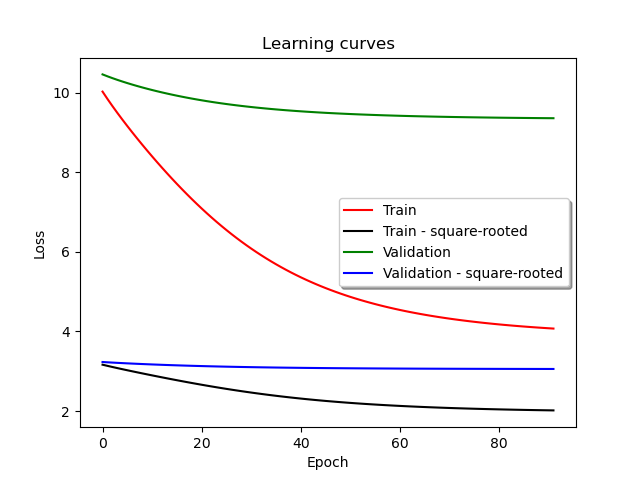 Learning curves
Loss
10
8
6
4
2
Train
Train - square-rooted
Validation
Validation - square-rooted
0 20 40 60 80
Epoch